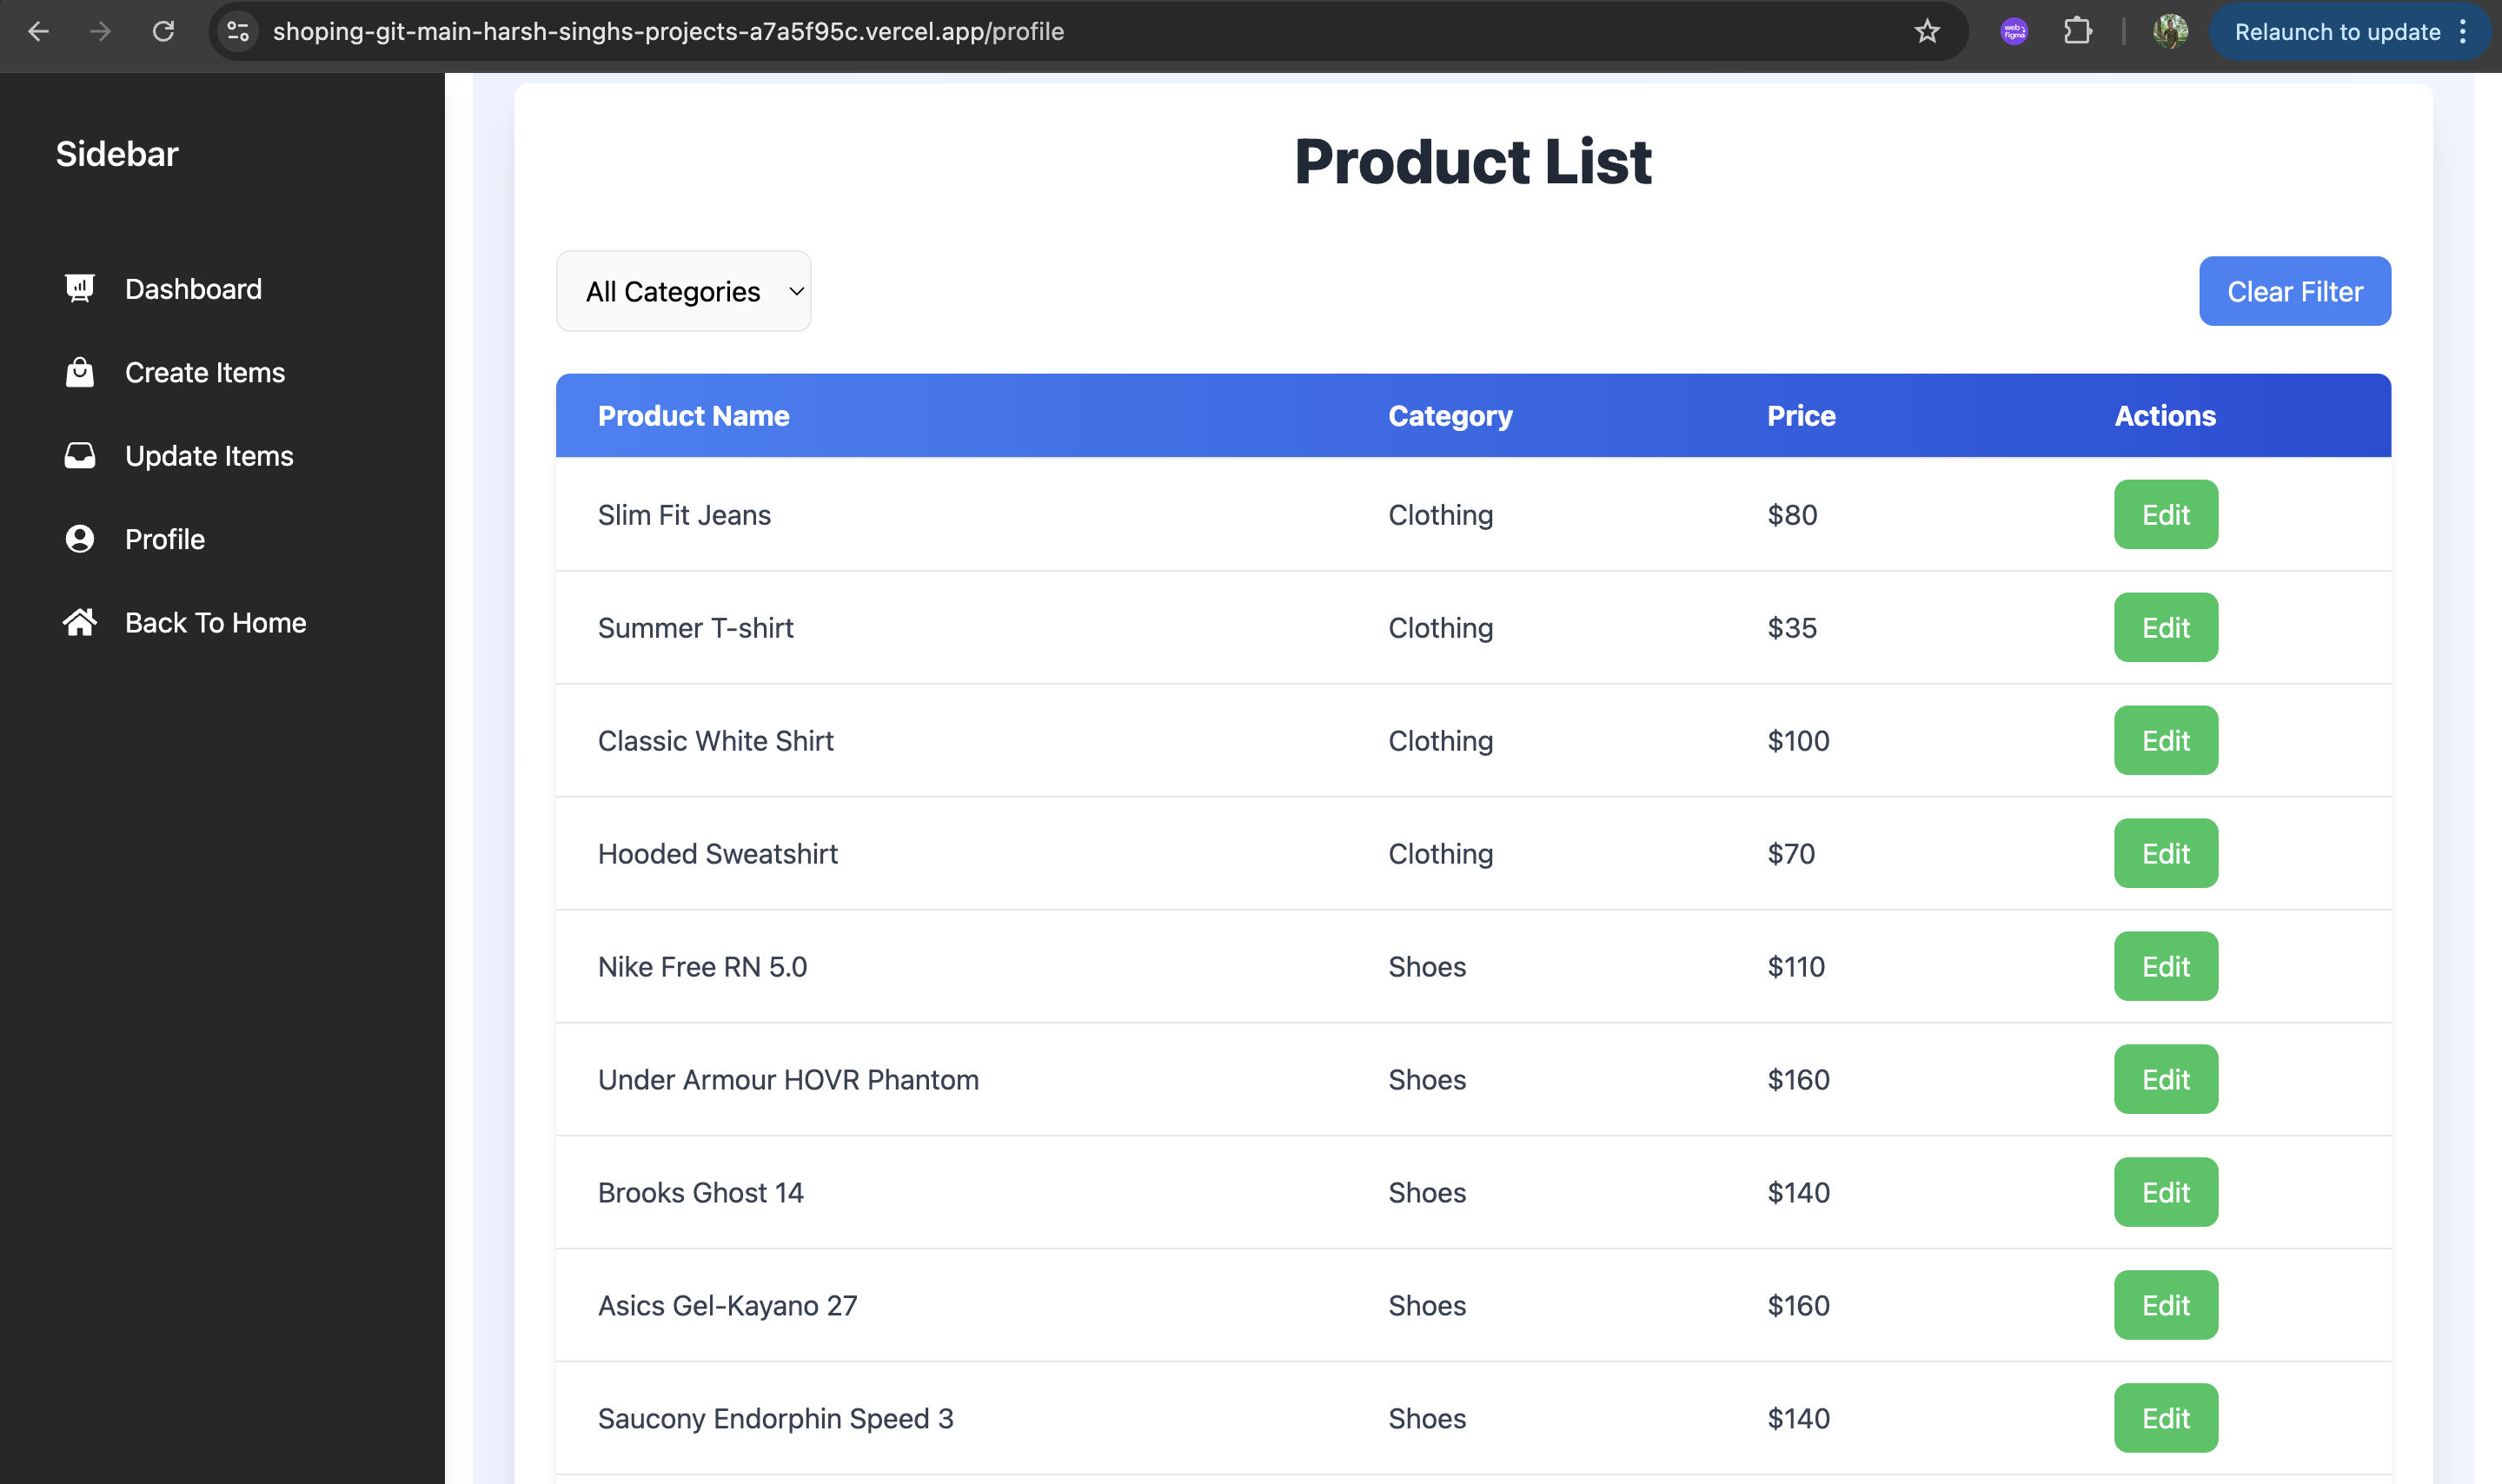 shoping-git-main-harsh-singhs-projects-a7a5f95c.vercel.app/profile
web
figma
Relaunch to update
Sidebar
Dashboard
Create Items
Update Items
Profile
Back To Home
Product List
All Categories
Clear Filter
Product Name Category Price Actions
Slim Fit Jeans Clothing $80 Edit
Summer T-shirt Clothing $35 Edit
Classic White Shirt Clothing $100 Edit
Hooded Sweatshirt Clothing $70 Edit
Nike Free RN 5.0 Shoes $110 Edit
Under Armour HOVR Phantom Shoes $160 Edit
Brooks Ghost 14 Shoes $140 Edit
Asics Gel-Kayano 27 Shoes $160 Edit
Saucony Endorphin Speed 3 Shoes $140 Edit